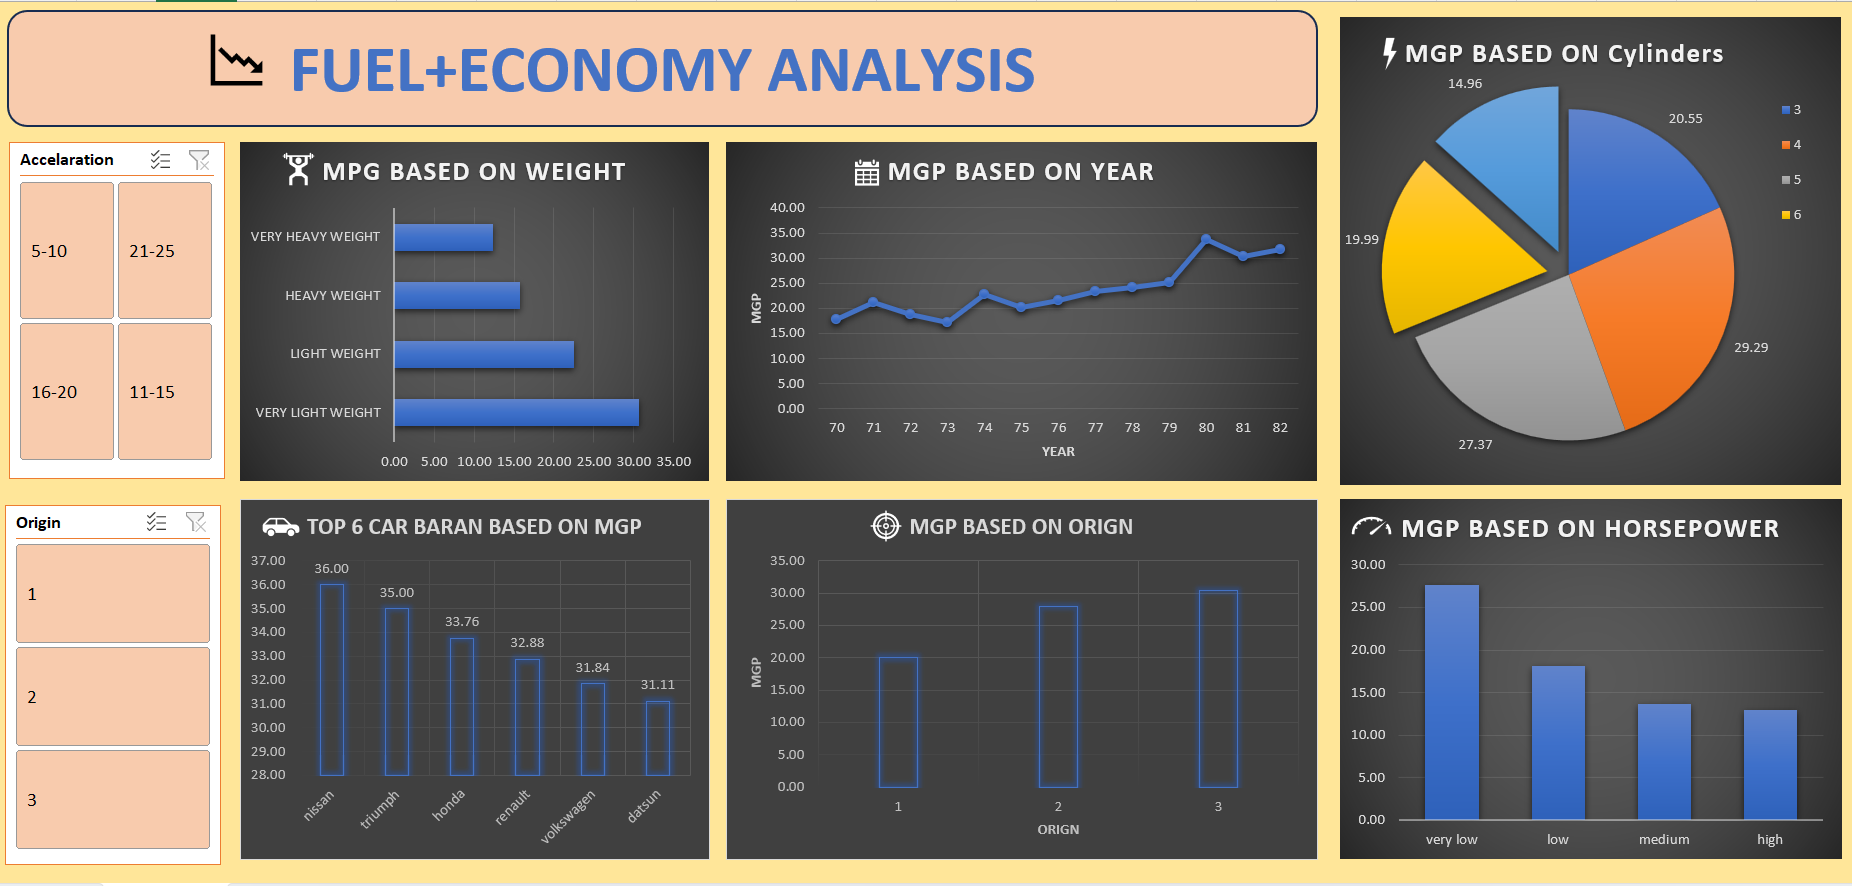 FUEL+ECONOMY ANALYSIS
Accelaration
5-10
21-25
16-20
11-15
Origin
1
2
3
MPG BASED ON WEIGHT
VERY HEAVY WEIGHT
HEAVY WEIGHT
LIGHT WEIGHT
VERY LIGHT WEIGHT
0.00 5.00 10.00 15.00 20.00 25.00 30.00 35.00
MGP BASED ON YEAR
40.00
35.00
30.00
25.00
20.00
15.00
10.00
5.00
0.00
MGP
70 71 72 73 74 75 76 77 78 79 80 81 82
YEAR
MGP BASED ON Cylinders
14.96
20.55
19.99
29.29
27.37
3
4
5
6
TOP 6 CAR BARAN BASED ON MGP
37.00
36.00
35.00
34.00
33.00
32.00
31.00
30.00
29.00
28.00
36.00
35.00
33.76
32.88
31.84
31.11
nissan triumph honda renault volkswagen datsun
MGP BASED ON ORIGN
35.00
30.00
25.00
20.00
15.00
10.00
5.00
0.00
MGP
1 2 3
ORIGN
MGP BASED ON HORSEPOWER
30.00
25.00
20.00
15.00
10.00
5.00
0.00
very low low medium high